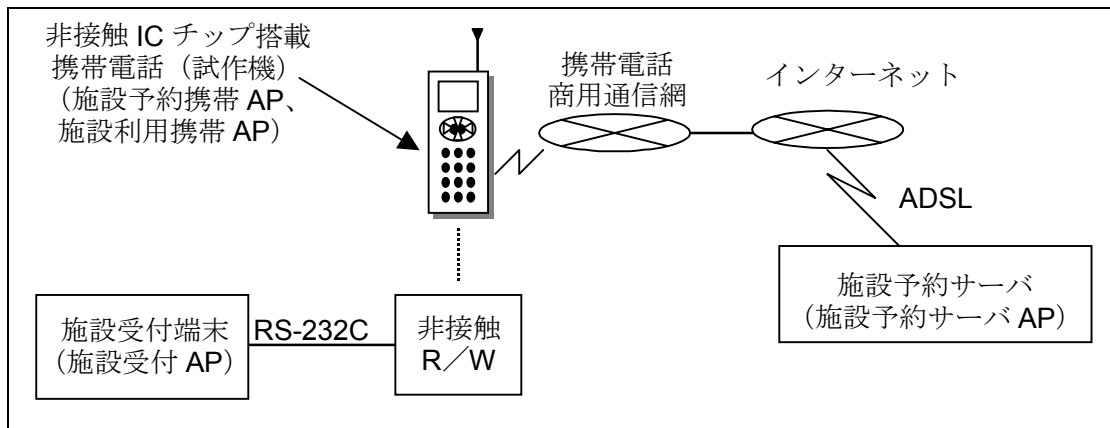 非接触 IC チップ搭載
携帯電話（試作機）
（施設予約携帯 AP、
施設利用携帯 AP）
携帯電話
商用通信網
インターネット
ADSL
施設予約サーバ
（施設予約サーバ AP）
施設受付端末
（施設受付 AP）
RS-232C
非接触
R／W